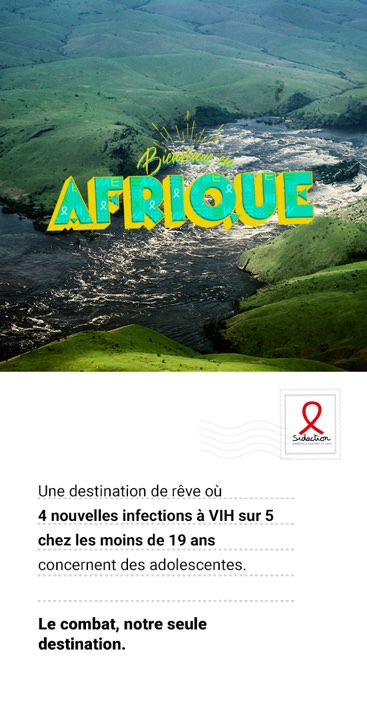 Bienvenue en
AFRIQUE
Sidaction
Une destination de rêve où
4 nouvelles infections à VIH sur 5
chez les moins de 19 ans
concernent des adolescentes.
Le combat, notre seule
destination.